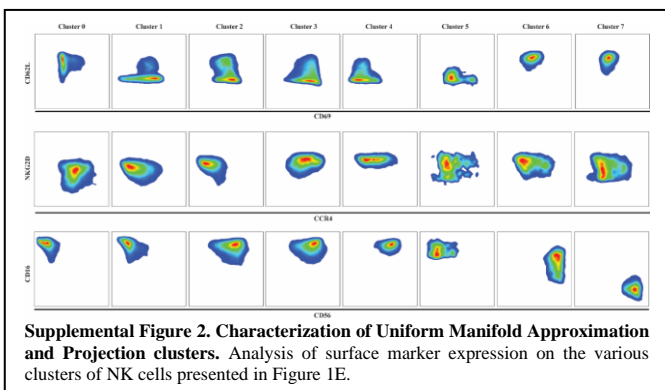 Cluster 0 Cluster 1 Cluster 2 Cluster 3 Cluster 4 Cluster 5 Cluster 6 Cluster 7
CD62L
CD69
NKG2D
CCR4
CD16
CD56
Supplemental Figure 2. Characterization of Uniform Manifold Approximation
and Projection clusters. Analysis of surface marker expression on the various
clusters of NK cells presented in Figure 1E.